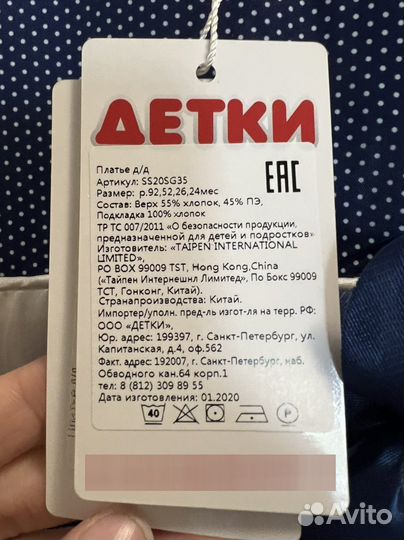 ДЕТКИ
Платье д/д
Артикул: SS20SG35
Размер: р.92,52,26,24мес
Состав: Верх 55% хлопок, 45% ПЭ,
Подкладка 100% хлопок
ТР ТС 007/2011 «О безопасности продукции,
предназначенной для детей и подростков»
Изготовитель: «TAIPEN INTERNATIONAL
LIMITED»,
PO BOX 99009 TST, Hong Kong,China
(«Тайпен Интернешнл Лимитед», По Бокс 99009
ТСТ, Гонконг, Китай).
Странапроизводства: Китай.
Импортер/уполн. пред-ль изгот-ля на терр. РФ:
ООО «ДЕТКИ»,
Юр. адрес: 199397, г. Санкт-Петербург, ул.
Капитанская, д.4, оф.562
Факт. адрес: 192007, г. Санкт-Петербург, наб.
Обводного кан.64 корп.1
тел: 8 (812) 309 89 55
Дата изготовления: 01.2020
EAC
40
P
Avito